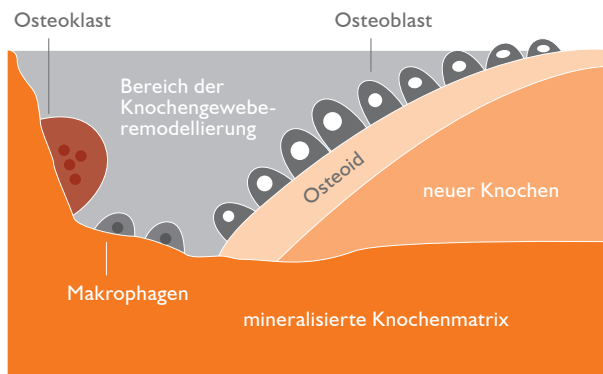 Osteoklast
Osteoblast
Bereich der
Knochengewebe-
remodellierung
Osteoid
neuer Knochen
Makrophagen
mineralisierte Knochenmatrix